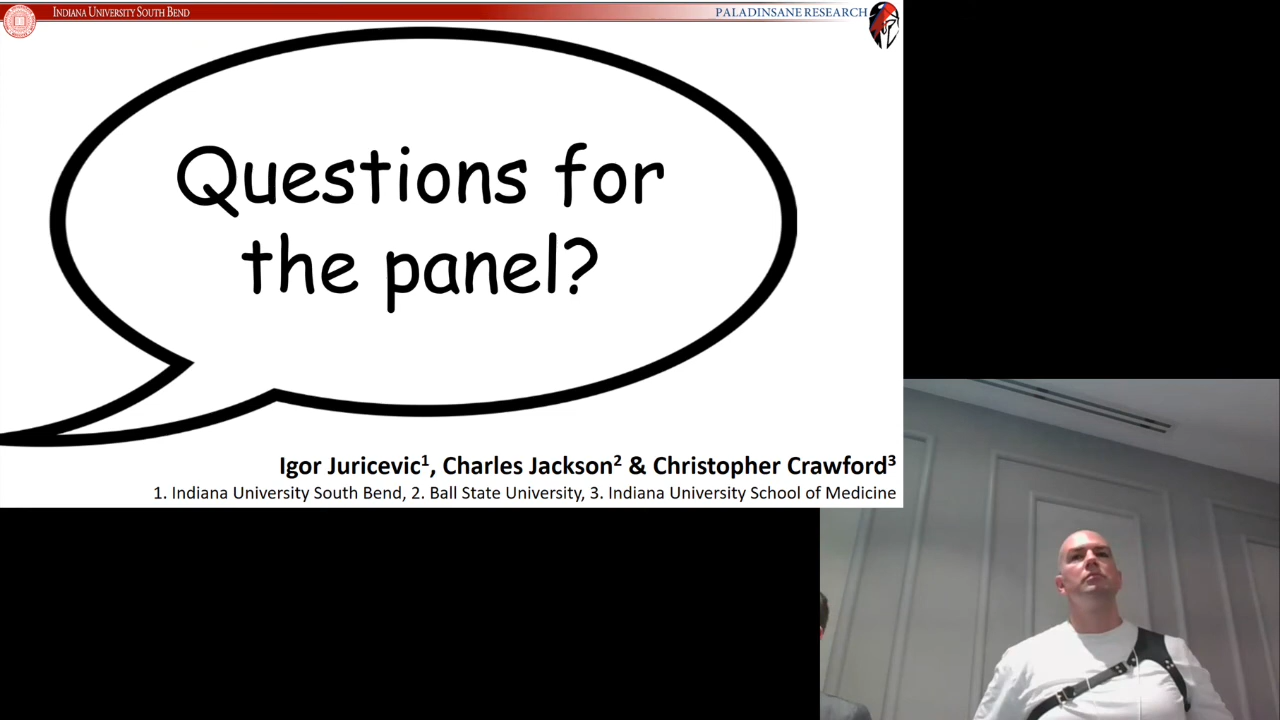 INDIANA UNIVERSITY SOUTH BEND
PALADINSANE RESEARCH
Questions for
the panel?
Igor Juricevic1, Charles Jackson2 & Christopher Crawford3
1. Indiana University South Bend, 2. Ball State University, 3. Indiana University School of Medicine